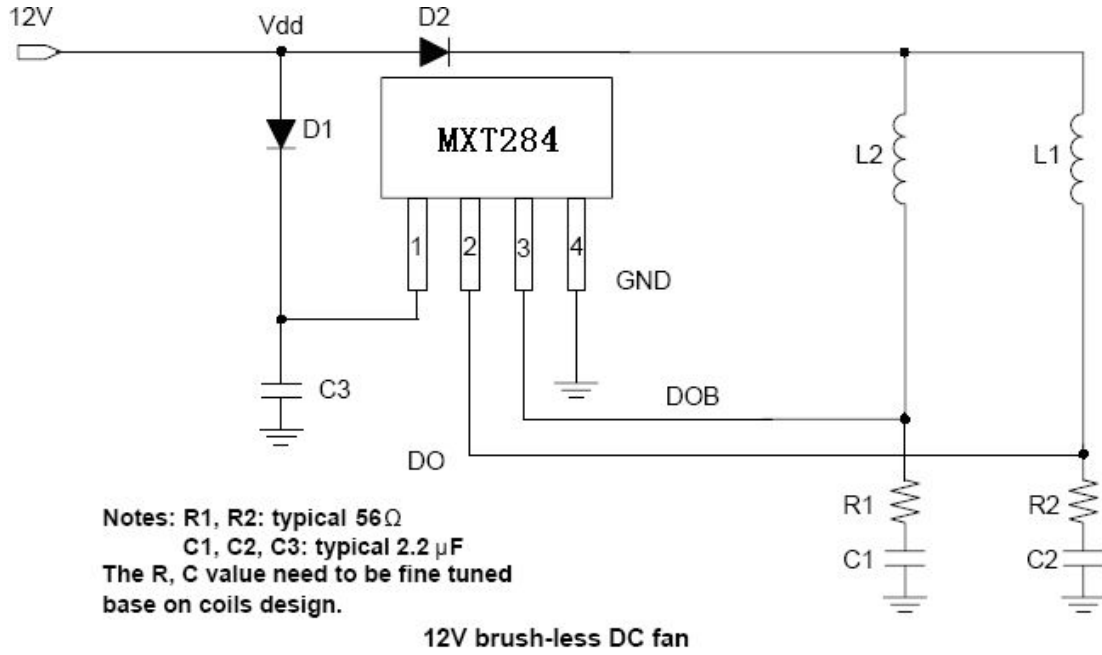 12V
Vdd
D2
D1
MXT284
L2
L1
1
2
3
4
GND
C3
DOB
DO
R1
R2
C1
C2
Notes: R1, R2: typical 56Ω
C1, C2, C3: typical 2.2 μF
The R, C value need to be fine tuned
base on coils design.
12V brush-less DC fan